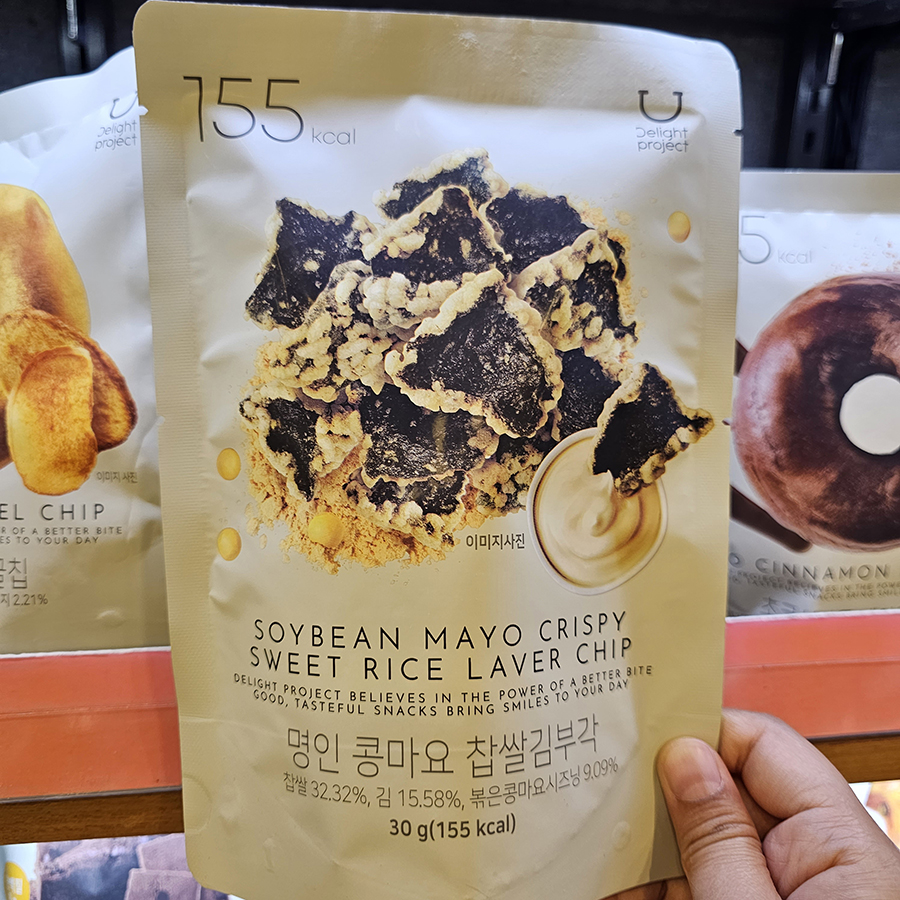 155 kcal
Delight
project
이미지사진
SOYBEAN MAYO CRISPY
SWEET RICE LAVER CHIP
DELIGHT PROJECT BELIEVES IN THE POWER OF A BETTER BITE
GOOD, TASTEFUL SNACKS BRING SMILES TO YOUR DAY
명인 콩마요 찹쌀김부각
찹쌀 32.32%, 김 15.58%, 볶은콩마요시즈닝 9.09%
30 g(155 kcal)
Delight
project
이미지사진
EL CHIP
ER OF A BETTER BITE
ES TO YOUR DAY
2.21%
5 kcal
CINNAMON